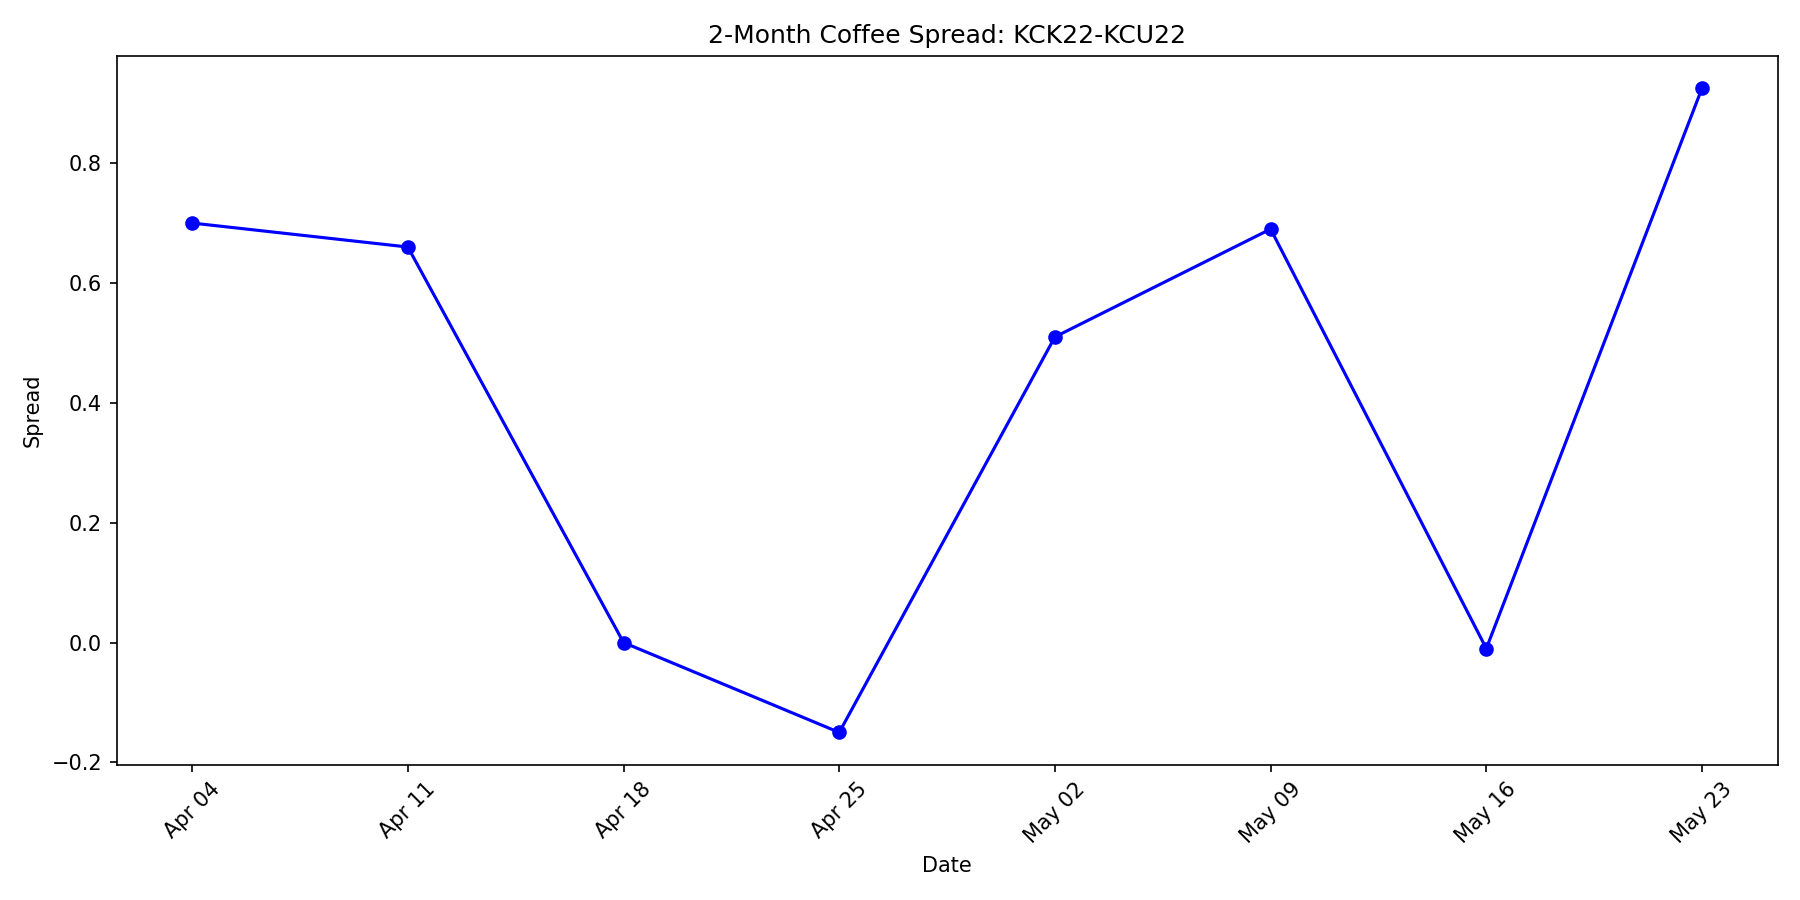 2-Month Coffee Spread: KCK22-KCU22
Spread
0.8
0.6
0.4
0.2
0.0
−0.2
Apr 04
Apr 11
Apr 18
Apr 25
May 02
May 09
May 16
May 23
Date